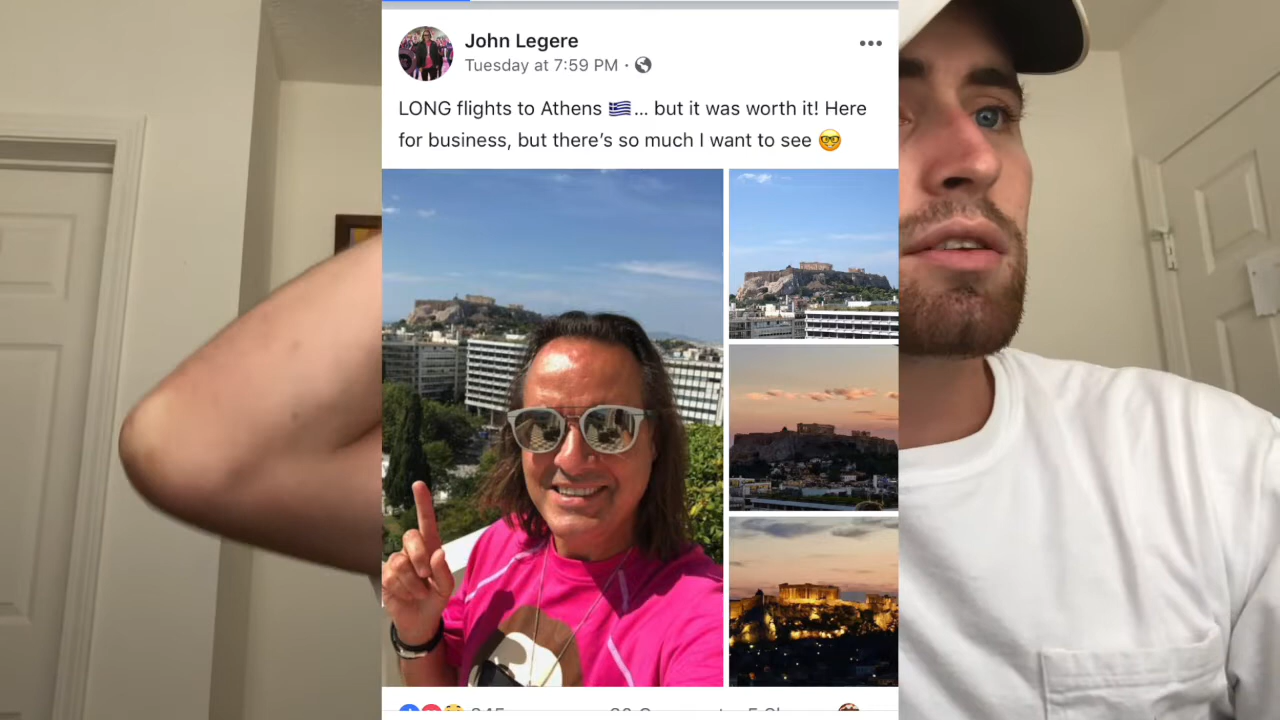 John Legere
Tuesday at 7:59 PM ·
LONG flights to Athens 🇬🇷... but it was worth it! Here
for business, but there's so much I want to see 🤓